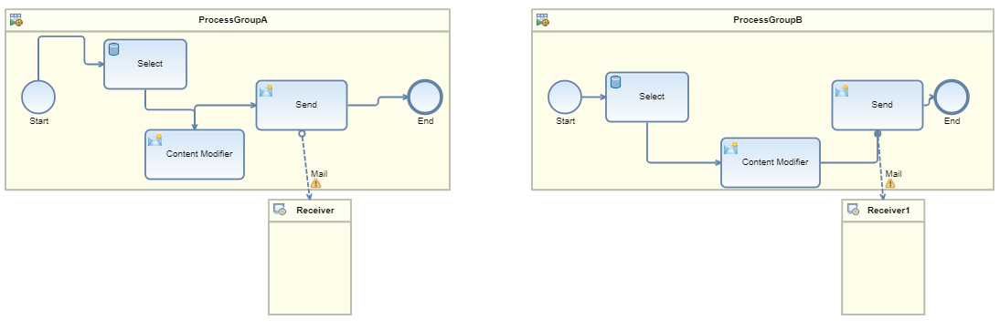 ProcessGroupA
Select
Start
Send
End
Content Modifier
Mail
Receiver
ProcessGroupB
Select
Start
Send
End
Content Modifier
Mail
Receiver1